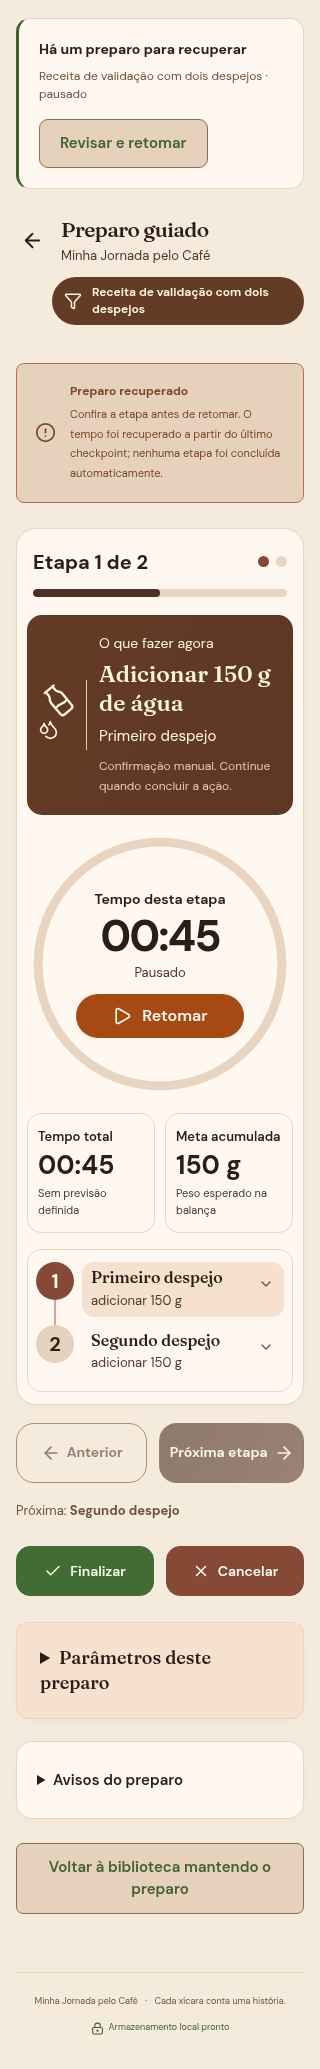 Há um preparo para recuperar
Receita de validação com dois despejos ·
pausado
Revisar e retomar
Preparo guiado
Minha Jornada pelo Café
Receita de validação com dois
despejos
Preparo recuperado
Confira a etapa antes de retomar. O
tempo foi recuperado a partir do último
checkpoint; nenhuma etapa foi concluída
automaticamente.
Etapa 1 de 2
O que fazer agora
Adicionar 150 g
de água
Primeiro despejo
Confirmação manual. Continue
quando concluir a ação.
Tempo desta etapa
00:45
Pausado
Retomar
Tempo total
00:45
Sem previsão
definida
Meta acumulada
150 g
Peso esperado na
balança
1
Primeiro despejo
adicionar 150 g
2
Segundo despejo
adicionar 150 g
Anterior
Próxima etapa
Próxima: Segundo despejo
Finalizar
Cancelar
Parâmetros deste
preparo
Avisos do preparo
Voltar à biblioteca mantendo o
preparo
Minha Jornada pelo Café · Cada xícara conta uma história.
Armazenamento local pronto